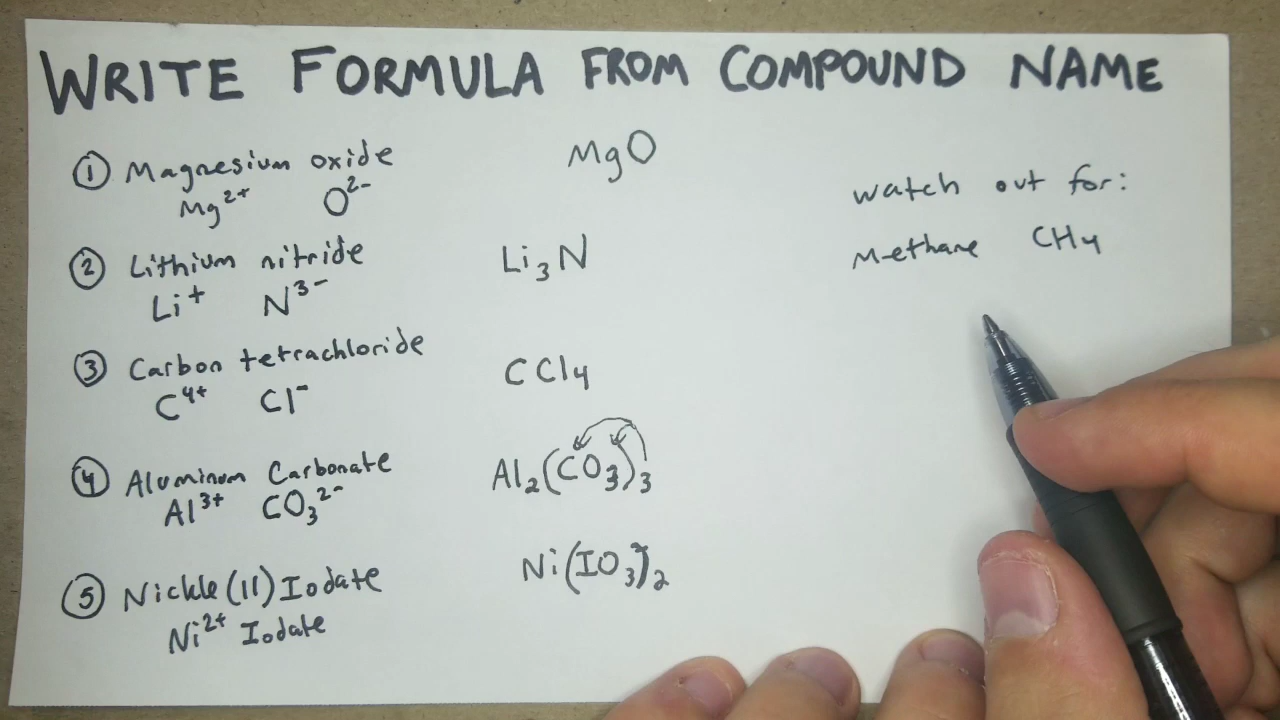 WRITE FORMULA FROM COMPOUND NAME
① Magnesium oxide MgO
Mg²⁺ O²⁻
② Lithium nitride Li₃N
Li⁺ N³⁻
③ Carbon tetrachloride CCl₄
C⁴⁺ Cl⁻
④ Aluminum Carbonate Al₂(CO₃)₃
Al³⁺ CO₃²⁻
⑤ Nickle(II) Iodate Ni(IO₃)₂
Ni²⁺ Iodate
watch out for:
Methane CH₄